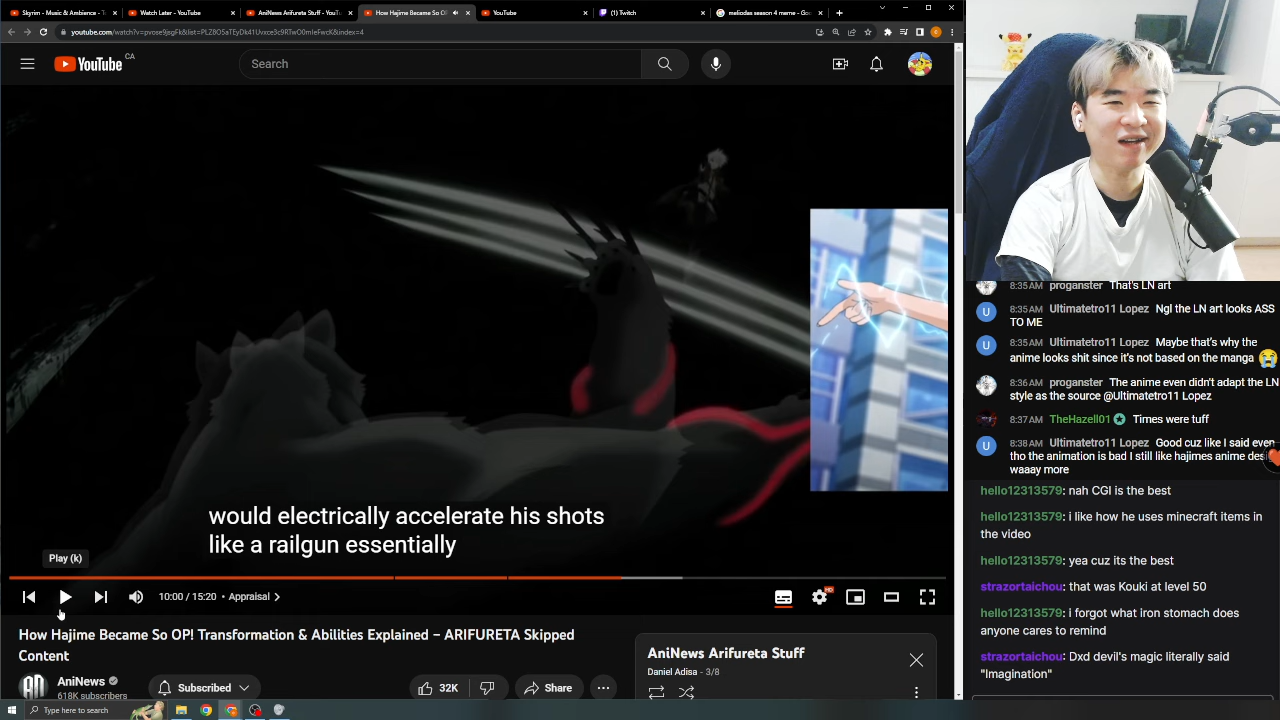 Skyrim - Music & Ambience - T
Watch Later - YouTube
AniNews Arifureta Stuff - YouT
How Hajime Became So OP
YouTube
(1) Twitch
meliodas season 4 meme - Goo
youtube.com/watch?v=pvose9jsgFk&list=PLZ8O5aTEyDk41Uvxce3c9RTwO0mIeFwcK&index=4
YouTube CA
Search
would electrically accelerate his shots
like a railgun essentially
Play (k)
10:00 / 15:20 • Appraisal
HD
How Hajime Became So OP! Transformation & Abilities Explained – ARIFURETA Skipped
Content
AniNews
618K subscribers
Subscribed
32K
Share
AniNews Arifureta Stuff
Daniel Adisa - 3/8
Type here to search
8:35 AM proganster That's LN art
8:35 AM Ultimatetro11 Lopez Ngl the LN art looks ASS
TO ME
8:35 AM Ultimatetro11 Lopez Maybe that's why the
anime looks shit since it's not based on the manga 😭
8:36 AM proganster The anime even didn't adapt the LN
style as the source @Ultimatetro11 Lopez
8:37 AM TheHazell01 Times were tuff
8:38 AM Ultimatetro11 Lopez Good cuz like I said even
tho the animation is bad I still like hajimes anime desi
waaay more
hello12313579: nah CGI is the best
hello12313579: i like how he uses minecraft items in
the video
hello12313579: yea cuz its the best
strazortaichou: that was Kouki at level 50
hello12313579: i forgot what iron stomach does
anyone cares to remind
strazortaichou: Dxd devil's magic literally said
"Imagination"